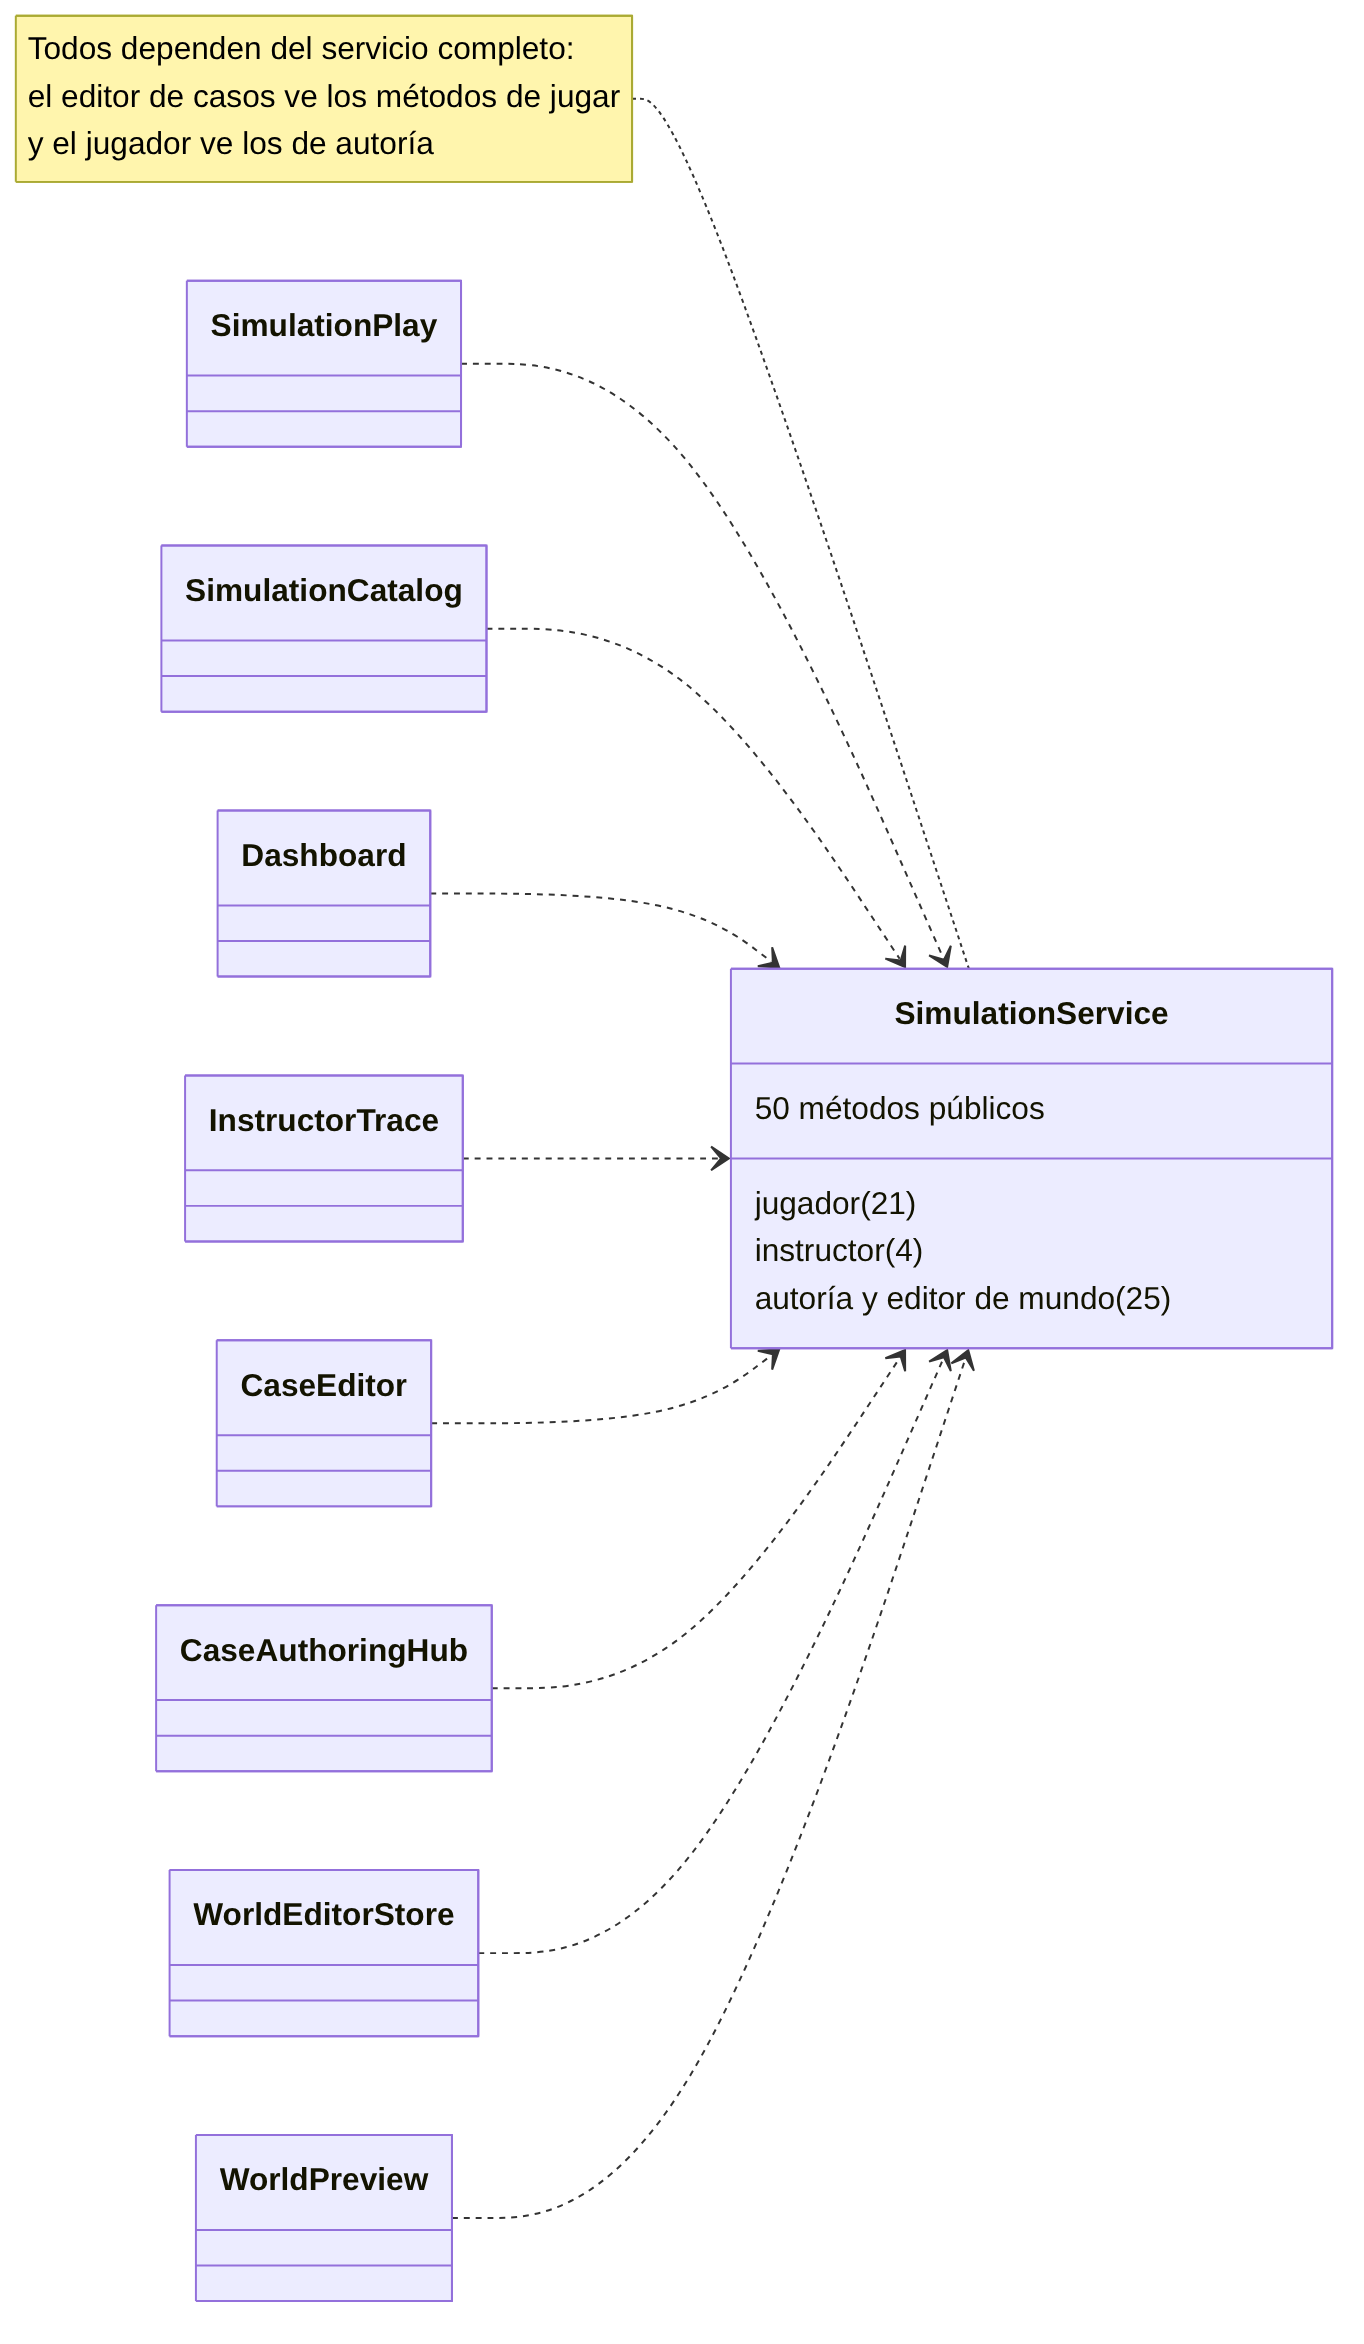 Todos dependen del servicio completo:
el editor de casos ve los métodos de jugar
y el jugador ve los de autoría
SimulationPlay
SimulationCatalog
Dashboard
InstructorTrace
CaseEditor
CaseAuthoringHub
WorldEditorStore
WorldPreview
SimulationService
50 métodos públicos
jugador(21)
instructor(4)
autoría y editor de mundo(25)